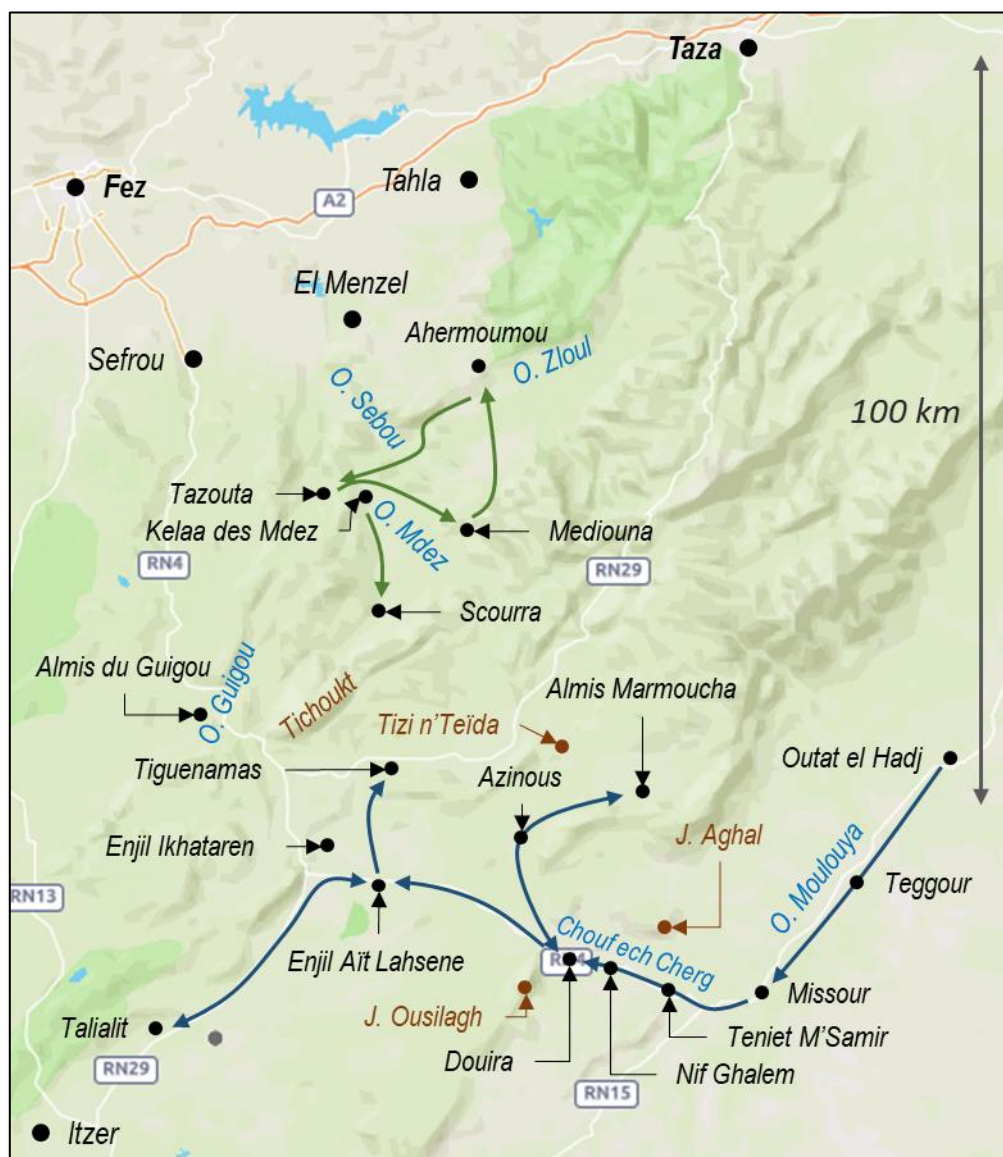 Taza
Fez
A2
Tahla
El Menzel
Ahermoumou
O. Zloul
Sefrou
O. Sebou
100 km
Tazouta
Kelaa des Mdez
O. Mdez
Mediouna
RN4
RN29
Scourra
Almis du Guigou
O. Guigou
Tichoukt
Almis Marmoucha
Tizi n'Teïda
Tiguenamas
Azinous
Outat el Hadj
Enjil Ikhataren
J. Aghal
O. Moulouya
Teggour
RN13
Enjil Aït Lahsene
Chouf ech Cherg
Missour
J. Ousilagh
Talialit
Teniet M'Samir
Douira
Nif Ghalem
RN29
RN15
Itzer